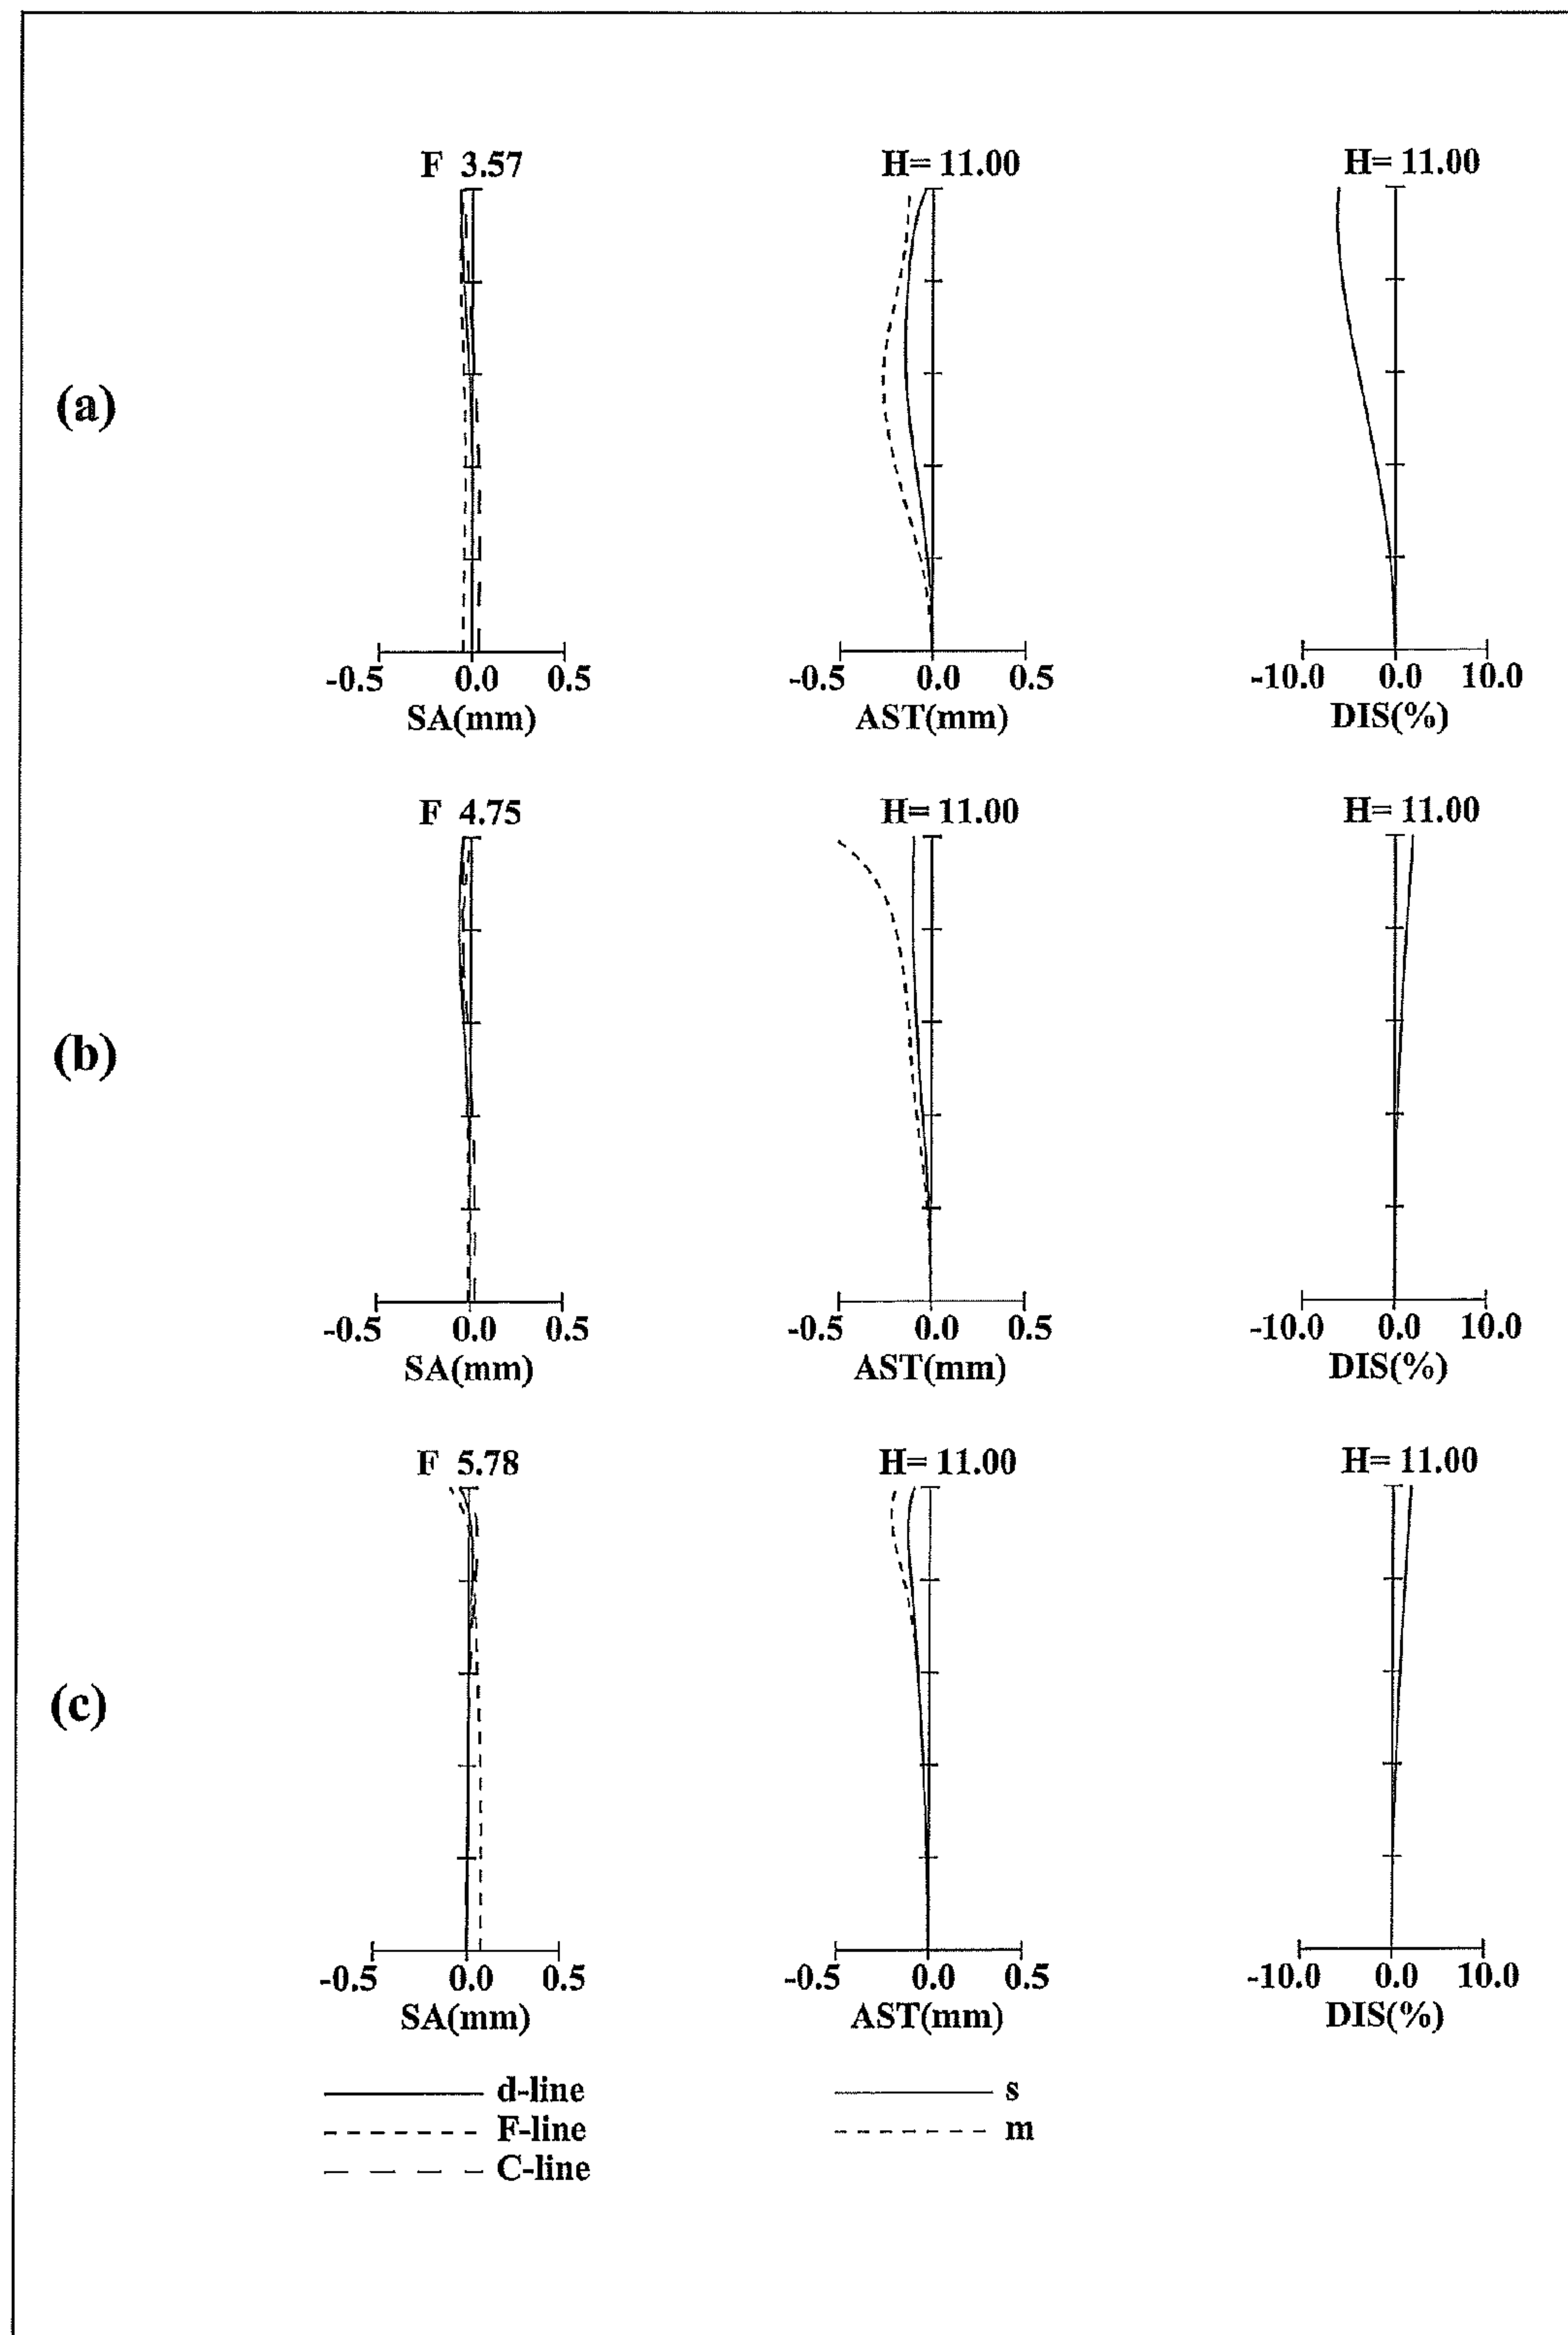 F 3.57 H= 11.00 H= 11.00
(a)
-0.5 0.0 0.5 -0.5 0.0 0.5 -10.0 0.0 10.0
SA(mm) AST(mm) DIS(%)
F 4.75 H= 11.00 H= 11.00
(b)
-0.5 0.0 0.5 -0.5 0.0 0.5 -10.0 0.0 10.0
SA(mm) AST(mm) DIS(%)
F 5.78 H= 11.00 H= 11.00
(c)
-0.5 0.0 0.5 -0.5 0.0 0.5 -10.0 0.0 10.0
SA(mm) AST(mm) DIS(%)
d-line s
F-line m
C-line